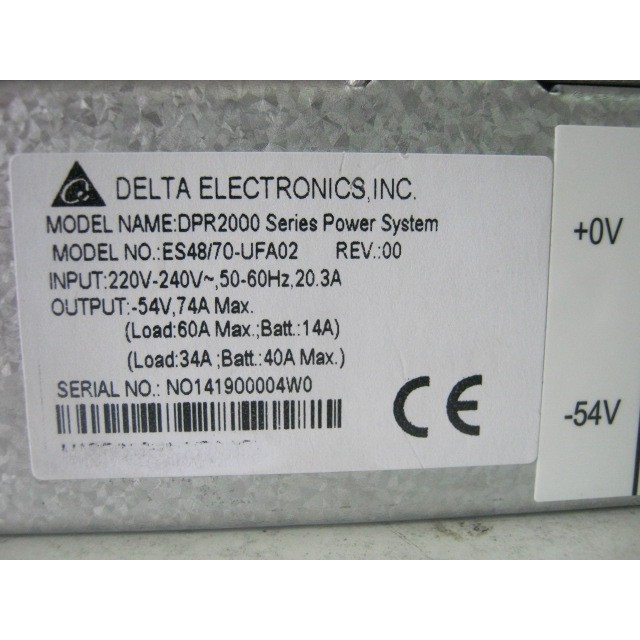 DELTA ELECTRONICS,INC.
MODEL NAME:DPR2000 Series Power System
MODEL NO.:ES48/70-UFA02 REV.:00
INPUT:220V-240V~,50-60Hz,20.3A
OUTPUT:-54V,74A Max.
(Load:60A Max.;Batt.:14A)
(Load:34A ;Batt.:40A Max.)
SERIAL NO.: NO141900004W0
CE
+0V
-54V